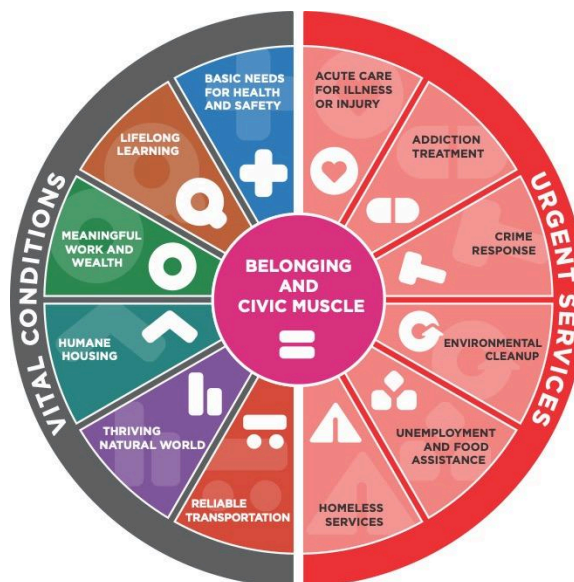 VITAL CONDITIONS
BASIC NEEDS
FOR HEALTH
AND SAFETY
LIFELONG
LEARNING
MEANINGFUL
WORK AND
WEALTH
HUMANE
HOUSING
THRIVING
NATURAL WORLD
RELIABLE
TRANSPORTATION
BELONGING
AND
CIVIC MUSCLE
URGENT SERVICES
ACUTE CARE
FOR ILLNESS
OR INJURY
ADDICTION
TREATMENT
CRIME
RESPONSE
ENVIRONMENTAL
CLEANUP
UNEMPLOYMENT
AND FOOD
ASSISTANCE
HOMELESS
SERVICES